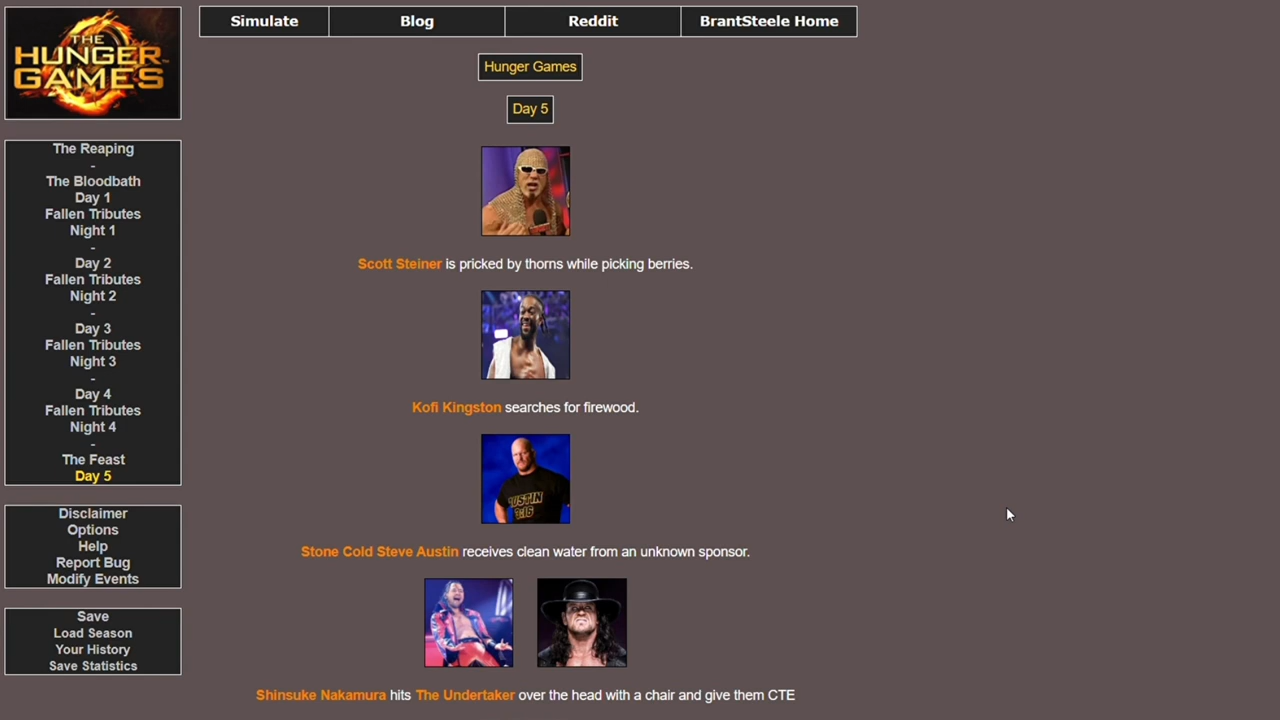 THE
HUNGER
GAMES
Simulate
Blog
Reddit
BrantSteele Home
The Reaping
-
The Bloodbath
Day 1
Fallen Tributes
Night 1
-
Day 2
Fallen Tributes
Night 2
-
Day 3
Fallen Tributes
Night 3
-
Day 4
Fallen Tributes
Night 4
-
The Feast
Day 5
Disclaimer
Options
Help
Report Bug
Modify Events
Save
Load Season
Your History
Save Statistics
Hunger Games
Day 5
Scott Steiner is pricked by thorns while picking berries.
Kofi Kingston searches for firewood.
AUSTIN
3:16
Stone Cold Steve Austin receives clean water from an unknown sponsor.
Shinsuke Nakamura hits The Undertaker over the head with a chair and give them CTE